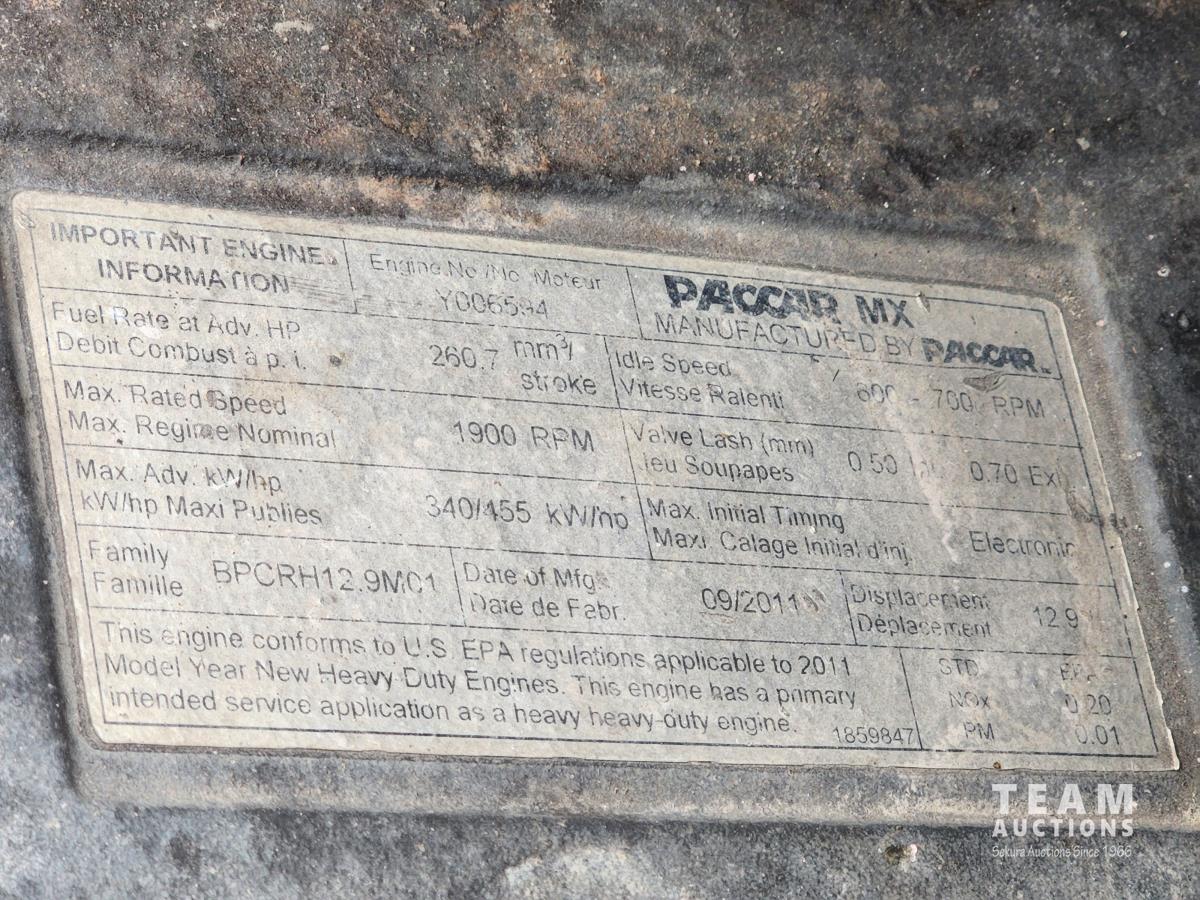 IMPORTANT ENGINE
INFORMATION
Engine No./No. Moteur
PACCAR MX
MANUFACTURED BY PACCAR
Fuel Rate at Adv. HP
Debit Combust à p. i.
260.7 mm³/
stroke
Idle Speed
Vitesse Ralenti
600 - 700 RPM
Max. Rated Speed
Max. Regime Nominal
1900 RPM
Valve Lash (mm)
Jeu Soupapes
0.50
0.70 Ex
Max. Adv. kW/hp
kW/hp Maxi Publies
340/455 kW/hp
Max. Initial Timing
Maxi. Calage Initial d'inj.
Electronic
Family
Famille
BPCRH12.9M01
Date of Mfg.
Date de Fabr.
09/2011
Displacement
Déplacement
12.9
This engine conforms to U.S. EPA regulations applicable to 2011
Model Year New Heavy Duty Engines. This engine has a primary
intended service application as a heavy heavy-duty engine.
1859847
STD.
NOx 0.20
PM 0.01
TEAM
AUCTIONS
Sekura Auctions Since 1966